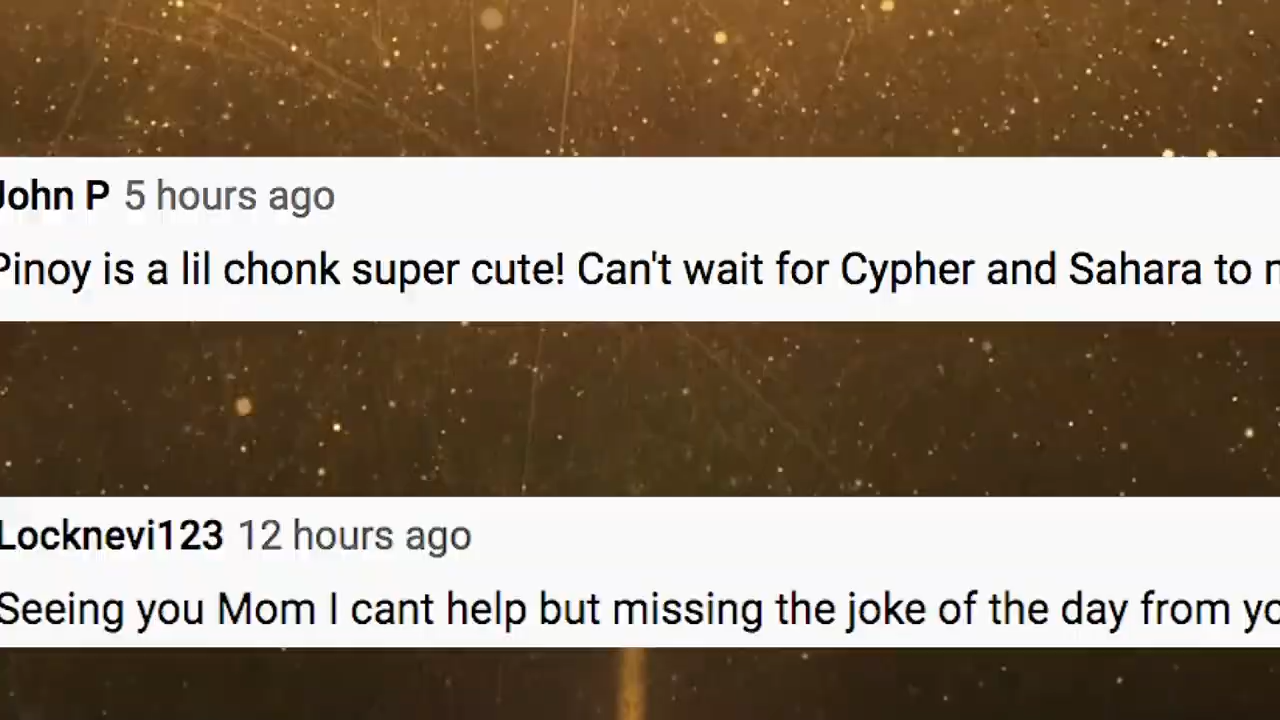 John P 5 hours ago
Pinoy is a lil chonk super cute! Can't wait for Cypher and Sahara to
Locknevi123 12 hours ago
Seeing you Mom I cant help but missing the joke of the day from